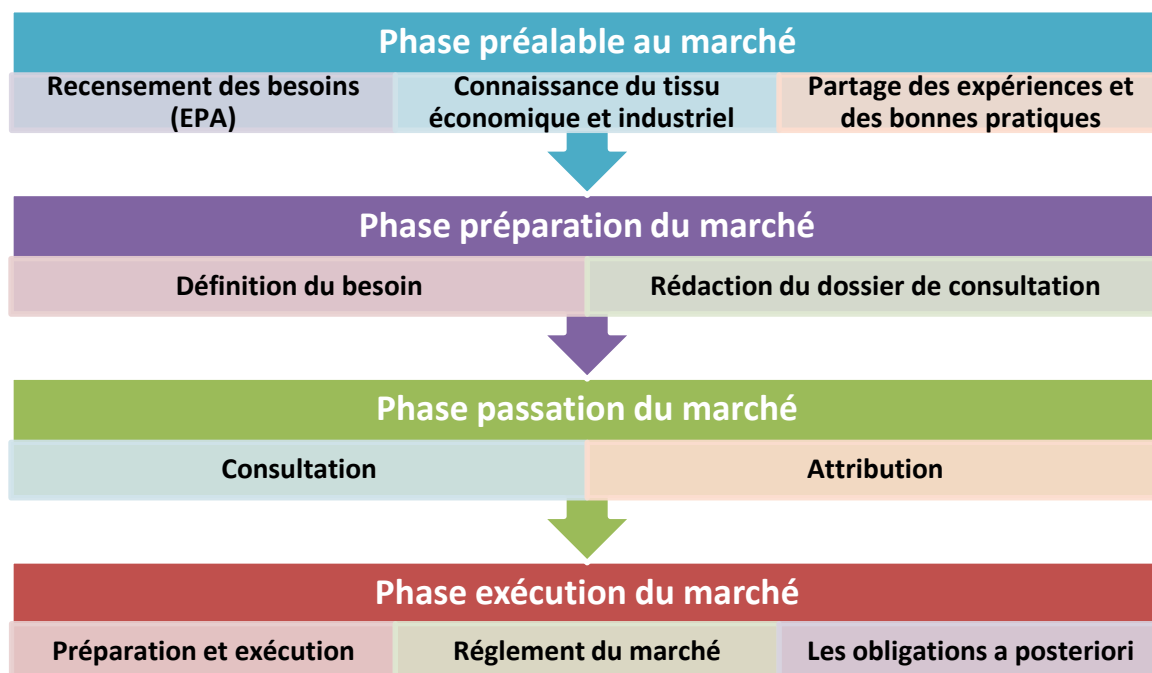 Phase préalable au marché
Recensement des besoins
(EPA)
Connaissance du tissu
économique et industriel
Partage des expériences et
des bonnes pratiques
Phase préparation du marché
Définition du besoin
Rédaction du dossier de consultation
Phase passation du marché
Consultation
Attribution
Phase exécution du marché
Préparation et exécution
Réglement du marché
Les obligations a posteriori